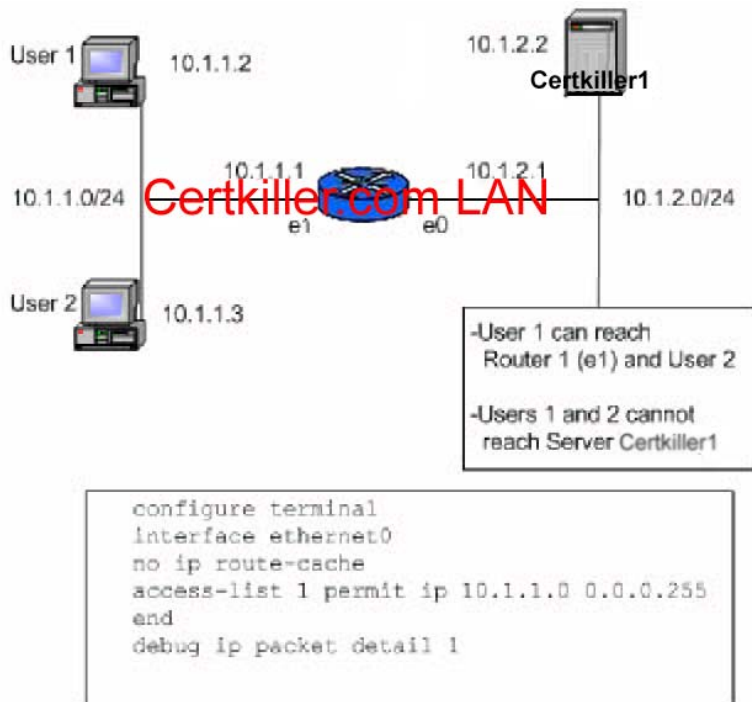 User 1
10.1.1.2
10.1.2.2
Certkiller1
10.1.1.0/24
10.1.1.1
Certkiller.com LAN
10.1.2.1
10.1.2.0/24
e1
e0
User 2
10.1.1.3
-User 1 can reach
Router 1 (e1) and User 2
-Users 1 and 2 cannot
reach Server Certkiller1
configure terminal
interface ethernet0
no ip route-cache
access-list 1 permit ip 10.1.1.0 0.0.0.255
end
debug ip packet detail 1